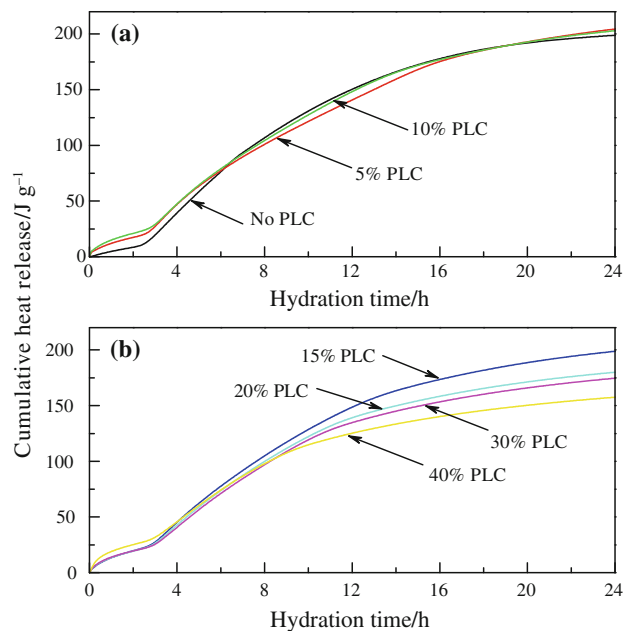 Cumulative heat release/J g⁻¹
(a)
200
150
100
50
0
10% PLC
5% PLC
No PLC
0 4 8 12 16 20 24
Hydration time/h
(b)
200
150
100
50
0
15% PLC
20% PLC
30% PLC
40% PLC
0 4 8 12 16 20 24
Hydration time/h